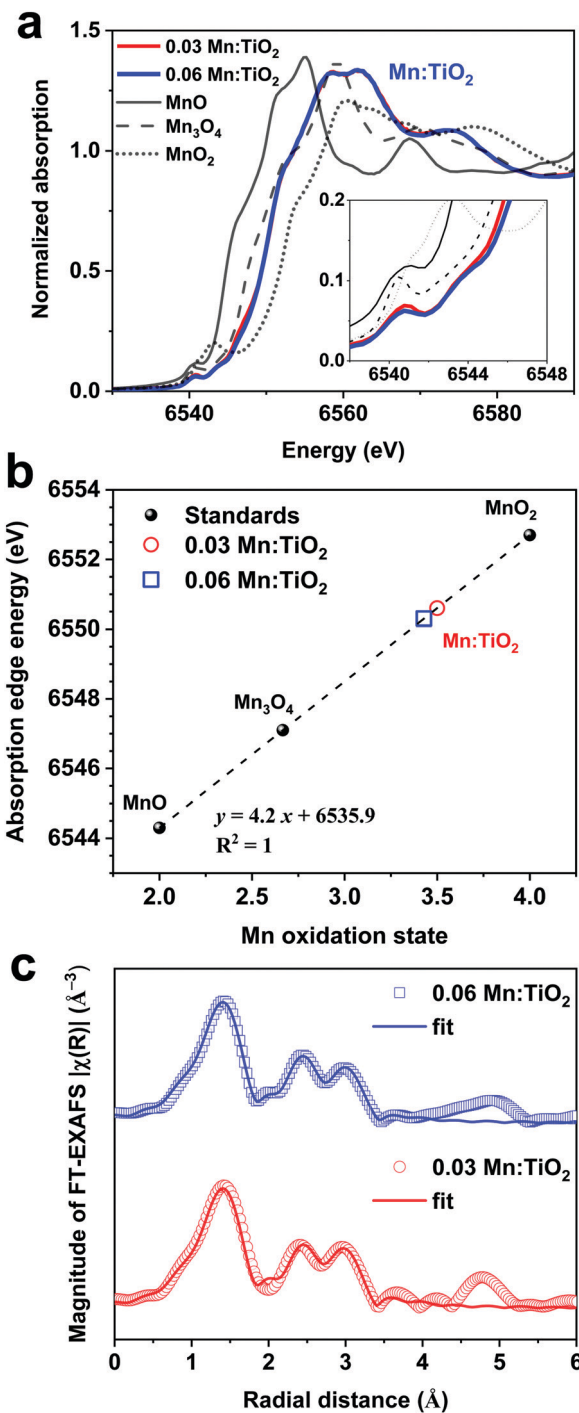 a
1.5
1.0
0.5
0.0
Normalized absorption
0.03 Mn:TiO₂
0.06 Mn:TiO₂
MnO
Mn₃O₄
MnO₂
Mn:TiO₂
0.2
0.1
0.0
6540 6544 6548
6540 6560 6580
Energy (eV)
b
6554
6552
6550
6548
6546
6544
Absorption edge energy (eV)
Standards
0.03 Mn:TiO₂
0.06 Mn:TiO₂
MnO₂
Mn:TiO₂
Mn₃O₄
MnO
y = 4.2 x + 6535.9
R² = 1
2.0 2.5 3.0 3.5 4.0
Mn oxidation state
c
Magnitude of FT-EXAFS |χ(R)| (Å⁻³)
0.06 Mn:TiO₂
fit
0.03 Mn:TiO₂
fit
0 1 2 3 4 5 6
Radial distance (Å)